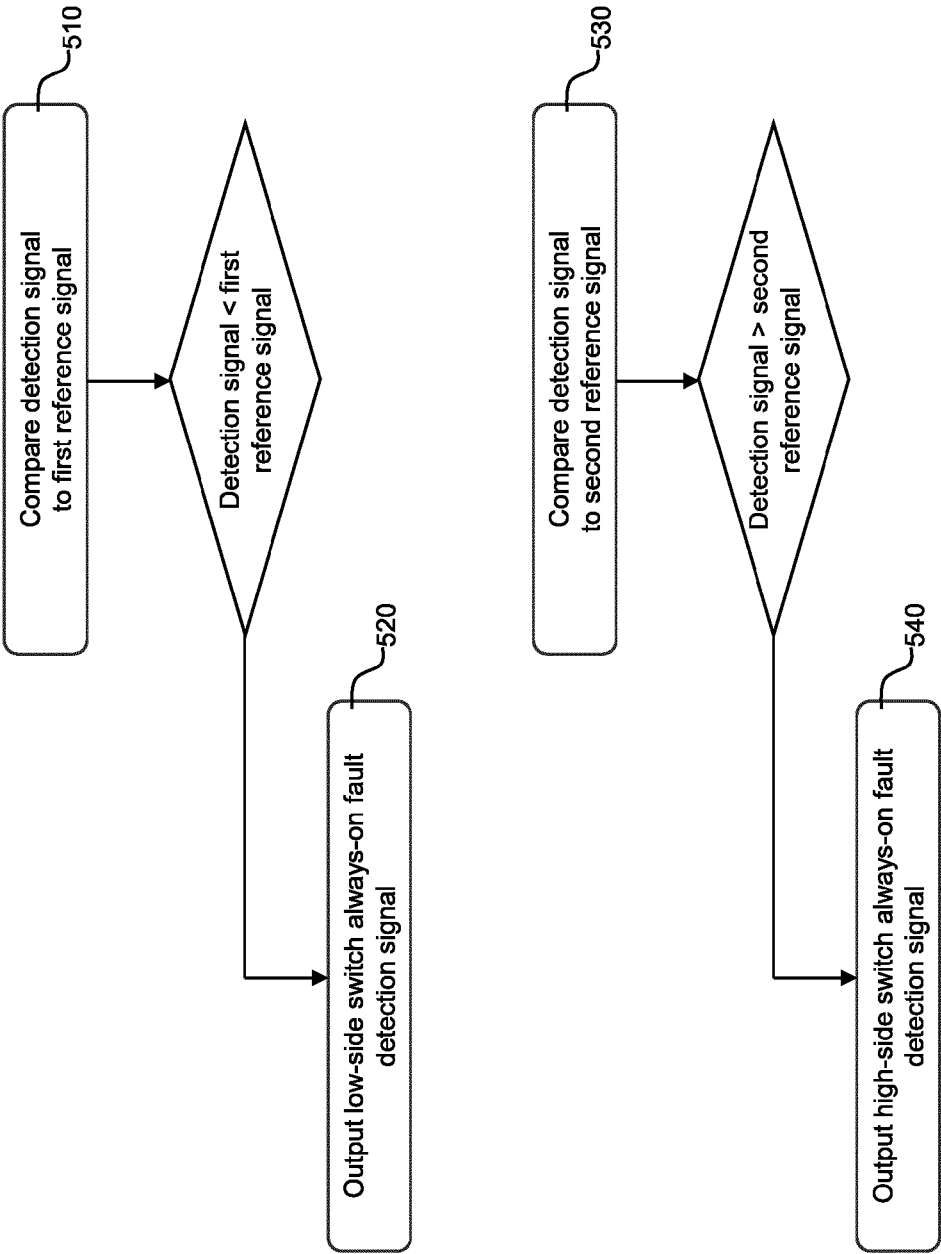 510
Compare detection signal
to first reference signal
Detection signal < first
reference signal
520
Output low-side switch always-on fault
detection signal
530
Compare detection signal
to second reference signal
Detection signal > second
reference signal
540
Output high-side switch always-on fault
detection signal